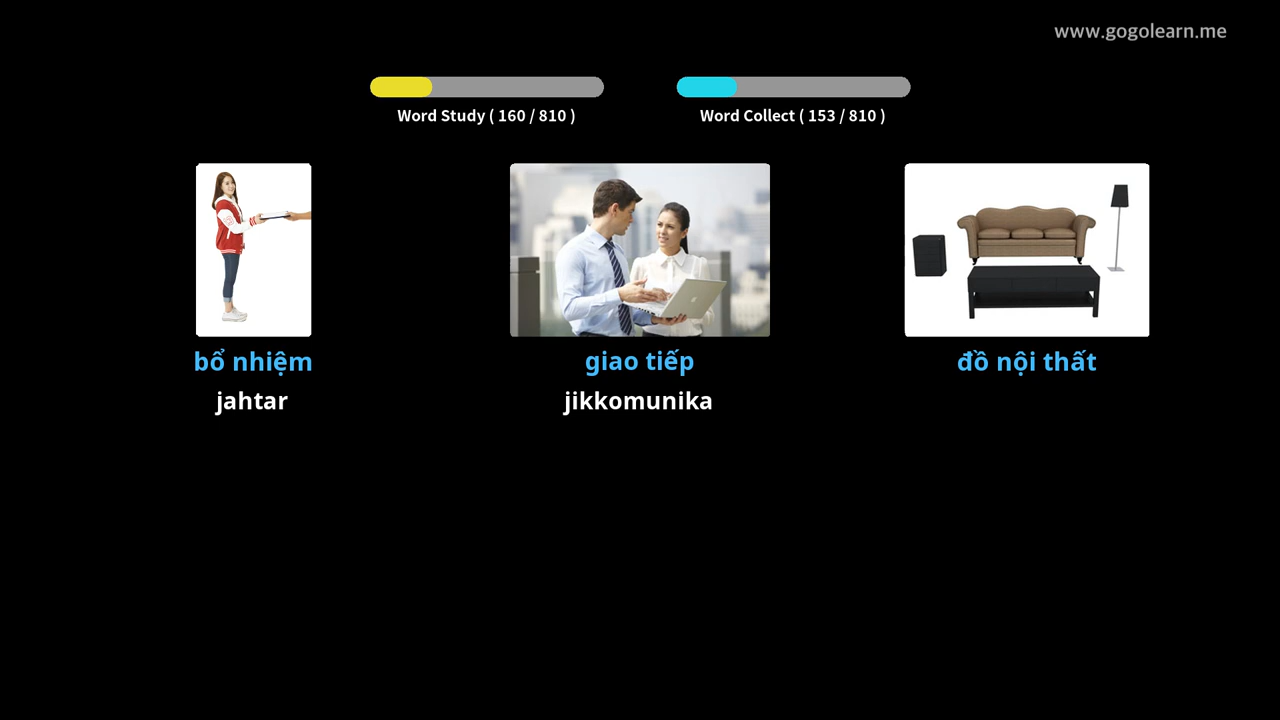 www.gogolearn.me
Word Study ( 160 / 810 )
Word Collect ( 153 / 810 )
bổ nhiệm
jahtar
giao tiếp
jikkomunika
đồ nội thất